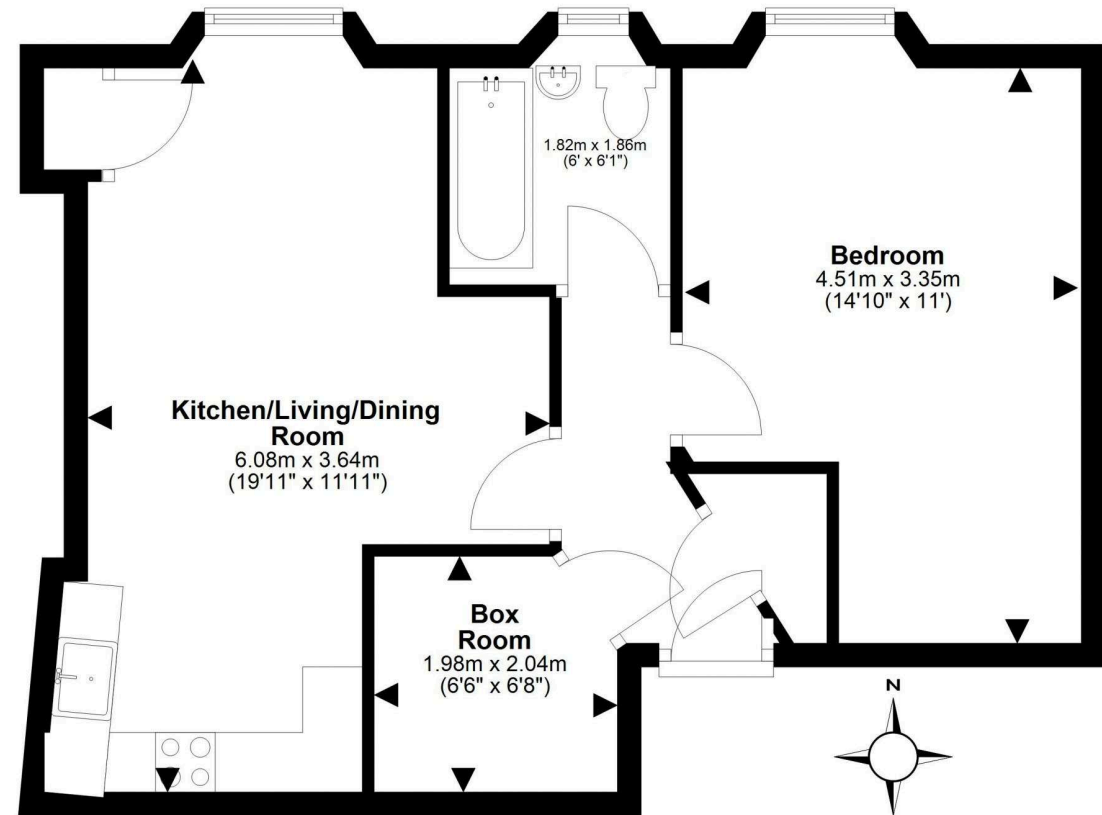 1.82m x 1.86m
(6' x 6'1")
Bedroom
4.51m x 3.35m
(14'10" x 11')
Kitchen/Living/Dining
Room
6.08m x 3.64m
(19'11" x 11'11")
Box
Room
1.98m x 2.04m
(6'6" x 6'8")
N